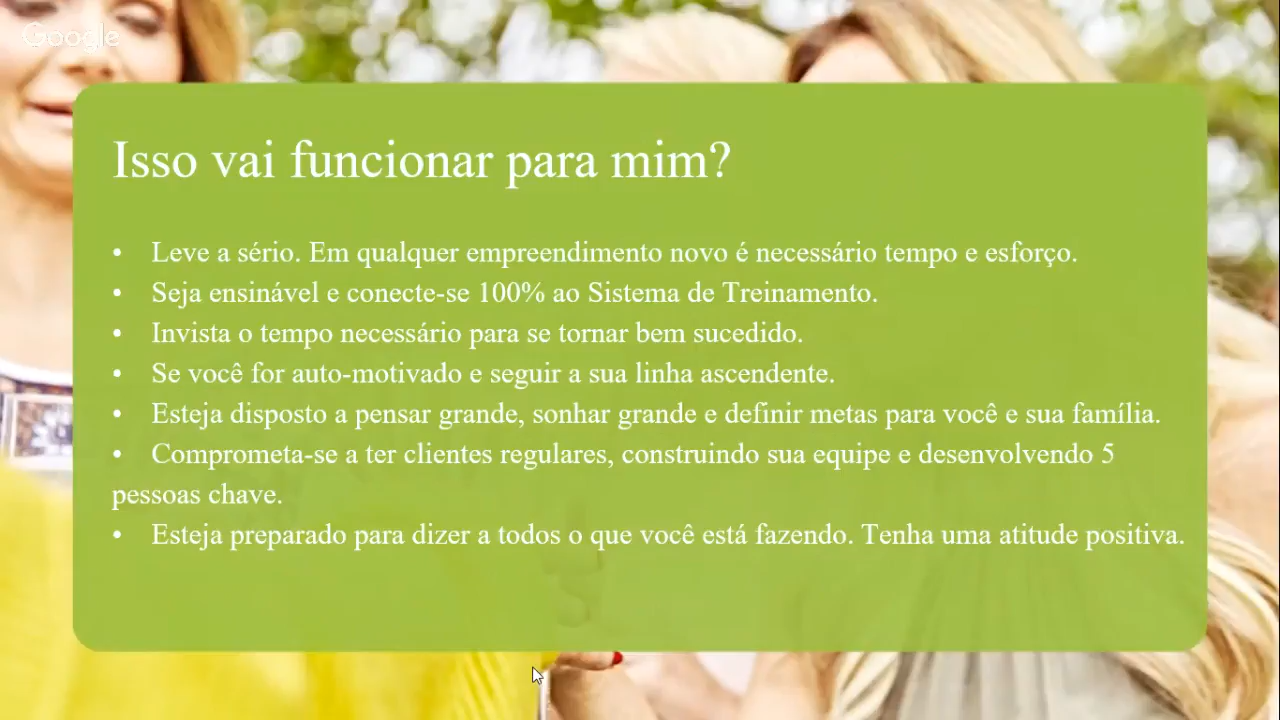 Google
Isso vai funcionar para mim?
• Leve a sério. Em qualquer empreendimento novo é necessário tempo e esforço.
• Seja ensinável e conecte-se 100% ao Sistema de Treinamento.
• Invista o tempo necessário para se tornar bem sucedido.
• Se você for auto-motivado e seguir a sua linha ascendente.
• Esteja disposto a pensar grande, sonhar grande e definir metas para você e sua família.
• Comprometa-se a ter clientes regulares, construindo sua equipe e desenvolvendo 5
pessoas chave.
• Esteja preparado para dizer a todos o que você está fazendo. Tenha uma atitude positiva.